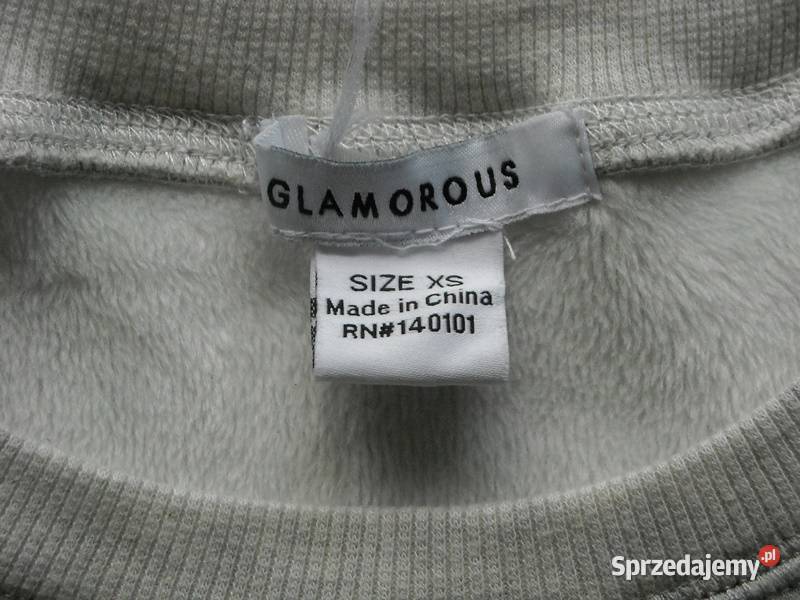 GLAMOROUS
SIZE XS
Made in China
RN#140101
Sprzedajemy.pl